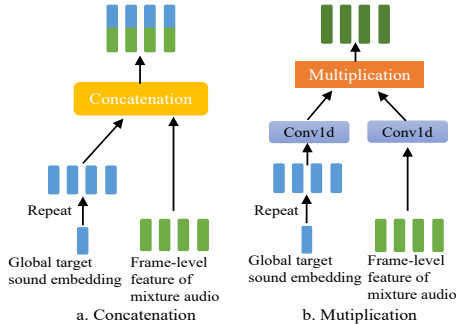 Concatenation
Repeat
Global target
sound embedding
Frame-level
feature of
mixture audio
a. Concatenation
Multiplication
Conv1d
Conv1d
Repeat
Global target
sound embedding
Frame-level
feature of
mixture audio
b. Mutiplication